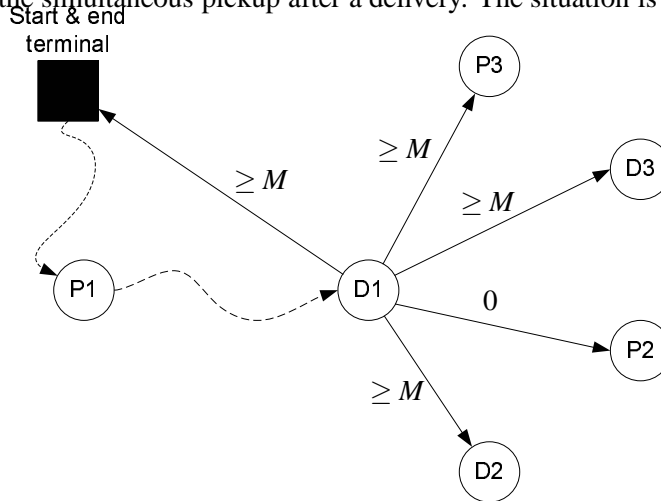 the simultaneous pickup after a delivery. The situation is
Start & end
terminal
P3
≥ M
D3
≥ M
≥ M
P1
D1
0
P2
≥ M
D2